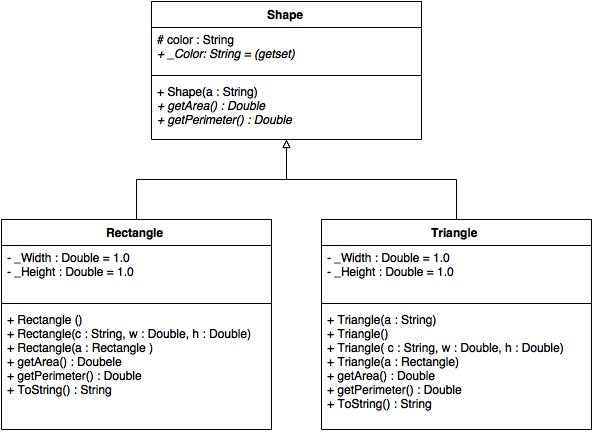 Shape
# color : String
+ _Color: String = (getset)
+ Shape(a : String)
+ getArea() : Double
+ getPerimeter() : Double
Rectangle
- _Width : Double = 1.0
- _Height : Double = 1.0
+ Rectangle ()
+ Rectangle(c : String, w : Double, h : Double)
+ Rectangle(a : Rectangle )
+ getArea() : Doubele
+ getPerimeter() : Double
+ ToString() : String
Triangle
- _Width : Double = 1.0
- _Height : Double = 1.0
+ Triangle(a : String)
+ Triangle()
+ Triangle( c : String, w : Double, h : Double)
+ Triangle(a : Rectangle)
+ getArea() : Double
+ getPerimeter() : Double
+ ToString() : String